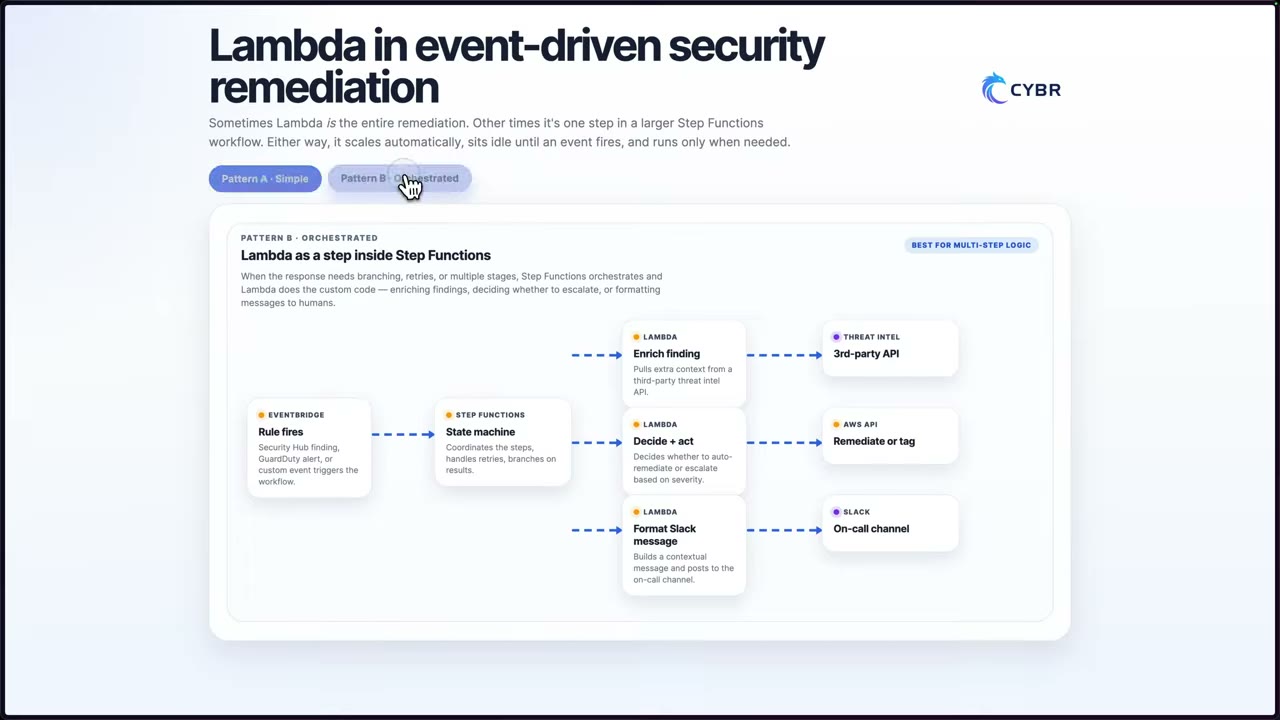 Lambda in event-driven security
remediation
CYBR
Sometimes Lambda is the entire remediation. Other times it's one step in a larger Step Functions
workflow. Either way, it scales automatically, sits idle until an event fires, and runs only when needed.
Pattern A · Simple
Pattern B · Orchestrated
PATTERN B · ORCHESTRATED
Lambda as a step inside Step Functions
BEST FOR MULTI-STEP LOGIC
When the response needs branching, retries, or multiple stages, Step Functions orchestrates and
Lambda does the custom code — enriching findings, deciding whether to escalate, or formatting
messages to humans.
EVENTBRIDGE
Rule fires
Security Hub finding,
GuardDuty alert, or
custom event triggers the
workflow.
STEP FUNCTIONS
State machine
Coordinates the steps,
handles retries, branches on
results.
LAMBDA
Enrich finding
Pulls extra context from a
third-party threat intel
API.
THREAT INTEL
3rd-party API
LAMBDA
Decide + act
Decides whether to auto-
remediate or escalate
based on severity.
AWS API
Remediate or tag
LAMBDA
Format Slack
message
Builds a contextual
message and posts to the
on-call channel.
SLACK
On-call channel